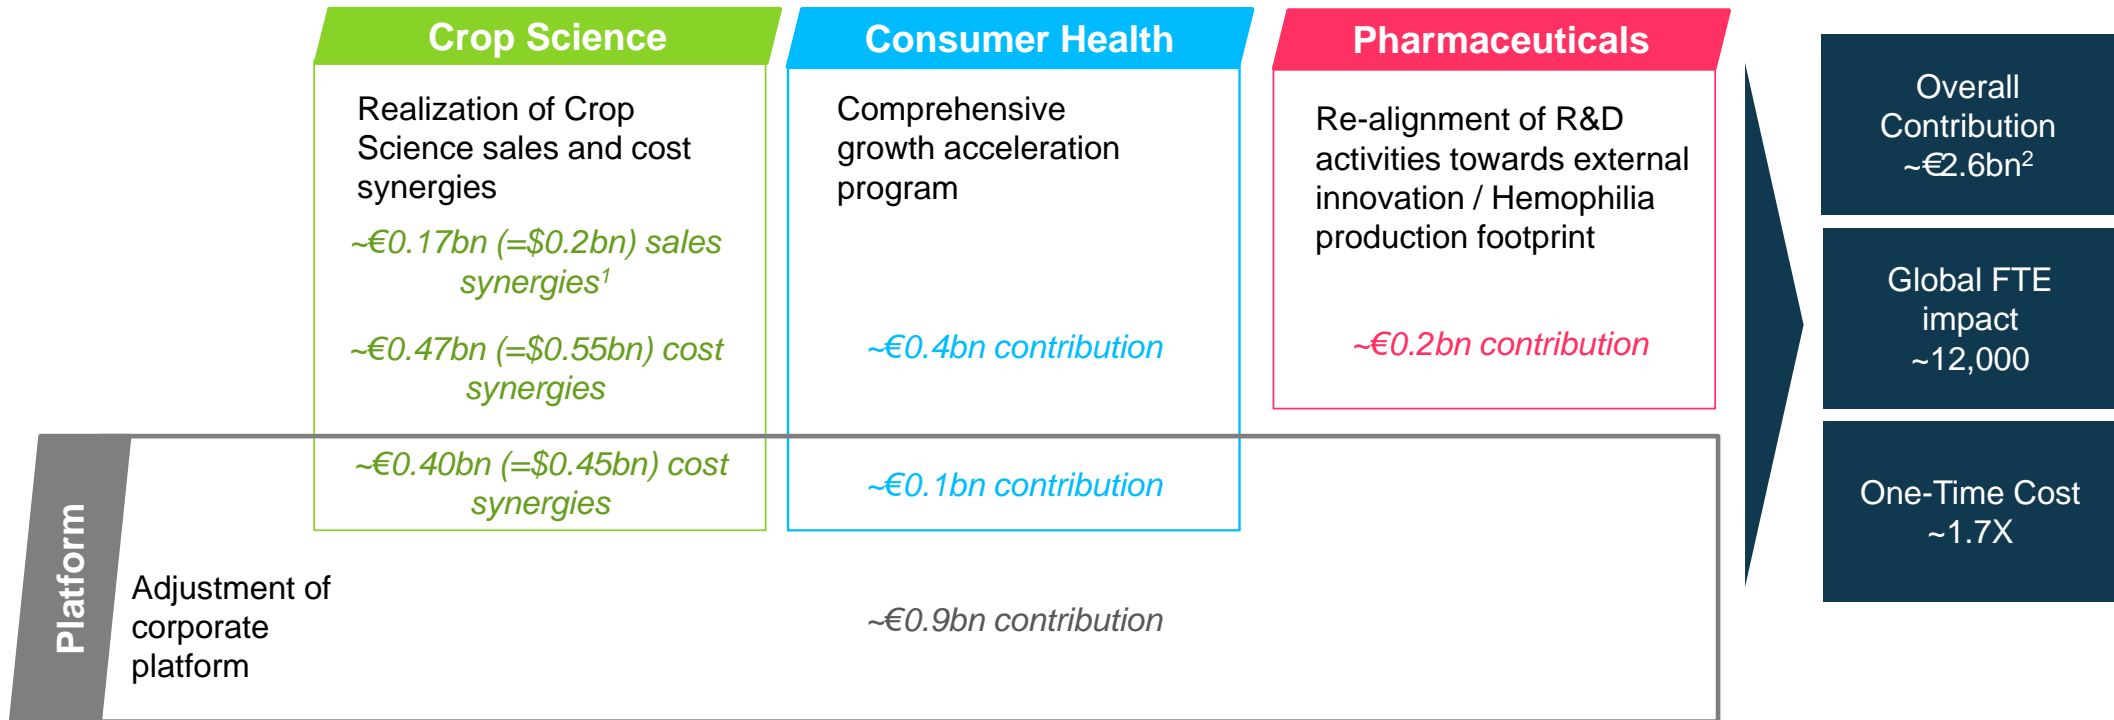 Crop Science
Realization of Crop
Science sales and cost
synergies
~€0.17bn (=$0.2bn) sales
synergies¹
~€0.47bn (=$0.55bn) cost
synergies
~€0.40bn (=$0.45bn) cost
synergies
Consumer Health
Comprehensive
growth acceleration
program
~€0.4bn contribution
~€0.1bn contribution
Pharmaceuticals
Re-alignment of R&D
activities towards external
innovation / Hemophilia
production footprint
~€0.2bn contribution
Platform
Adjustment of
corporate
platform
~€0.9bn contribution
Overall
Contribution
~€2.6bn²
Global FTE
impact
~12,000
One-Time Cost
~1.7X